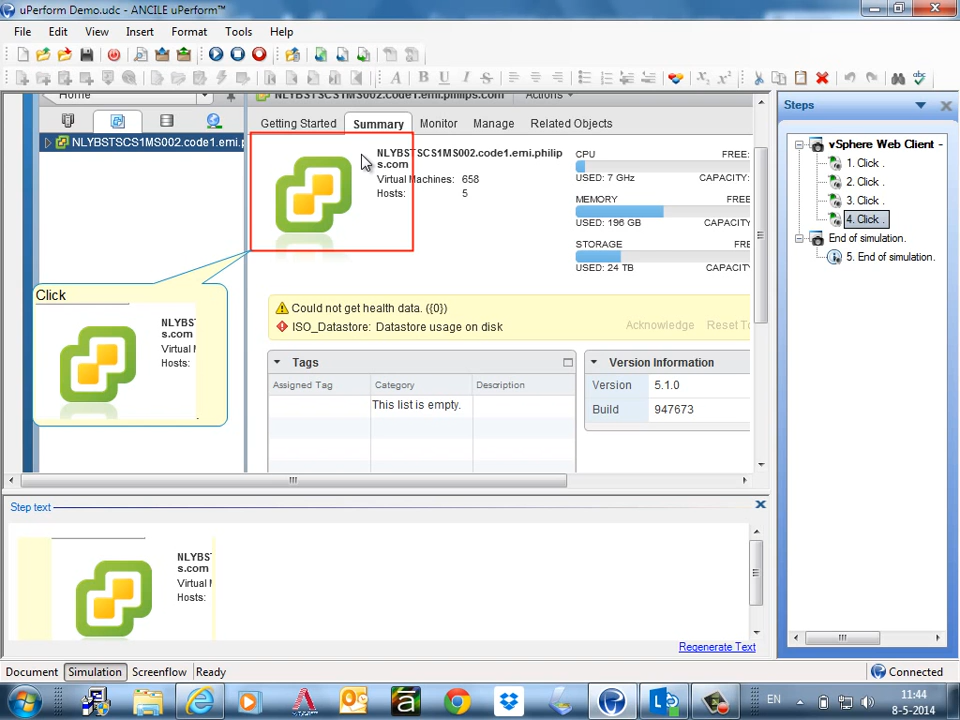 uPerform Demo.udc - ANCILE uPerform™
File Edit View Insert Format Tools Help
Home
NLYBSTSCS1MS002.code1.emi.philips.com Actions
NLYBSTSCS1MS002.code1.emi.p
Getting Started Summary Monitor Manage Related Objects
NLYBSTSCS1MS002.code1.emi.philip
s.com
Virtual Machines: 658
Hosts: 5
CPU FREE:
USED: 7 GHz CAPACITY:
MEMORY FREE
USED: 196 GB CAPACITY
STORAGE FRE
USED: 24 TB CAPACITY
Click
NLYBS
s.com
Virtual M
Hosts:
Could not get health data. ({0})
ISO_Datastore: Datastore usage on disk
Acknowledge Reset To
Tags
Assigned Tag Category Description
This list is empty.
Version Information
Version 5.1.0
Build 947673
Steps
vSphere Web Client -
1. Click .
2. Click .
3. Click .
4. Click .
End of simulation.
5. End of simulation.
Step text
NLYBS
s.com
Virtual M
Hosts:
Regenerate Text
Document Simulation Screenflow Ready Connected
EN
11:44
8-5-2014